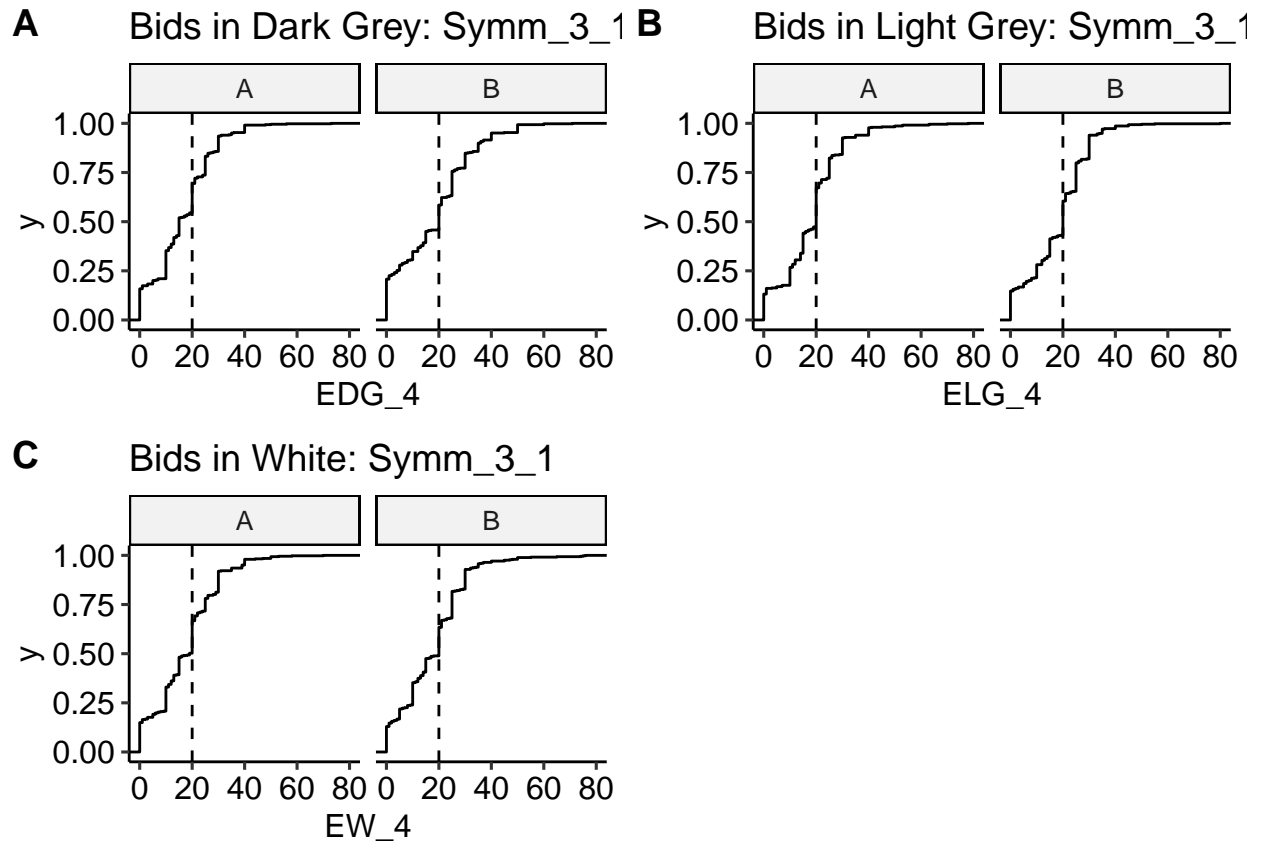 A Bids in Dark Grey: Symm_3_1
A B
1.00
0.75
0.50
0.25
0.00
y
0 20 40 60 80 0 20 40 60 80
EDG_4
B Bids in Light Grey: Symm_3_1
A B
1.00
0.75
0.50
0.25
0.00
y
0 20 40 60 80 0 20 40 60 80
ELG_4
C Bids in White: Symm_3_1
A B
1.00
0.75
0.50
0.25
0.00
y
0 20 40 60 80 0 20 40 60 80
EW_4